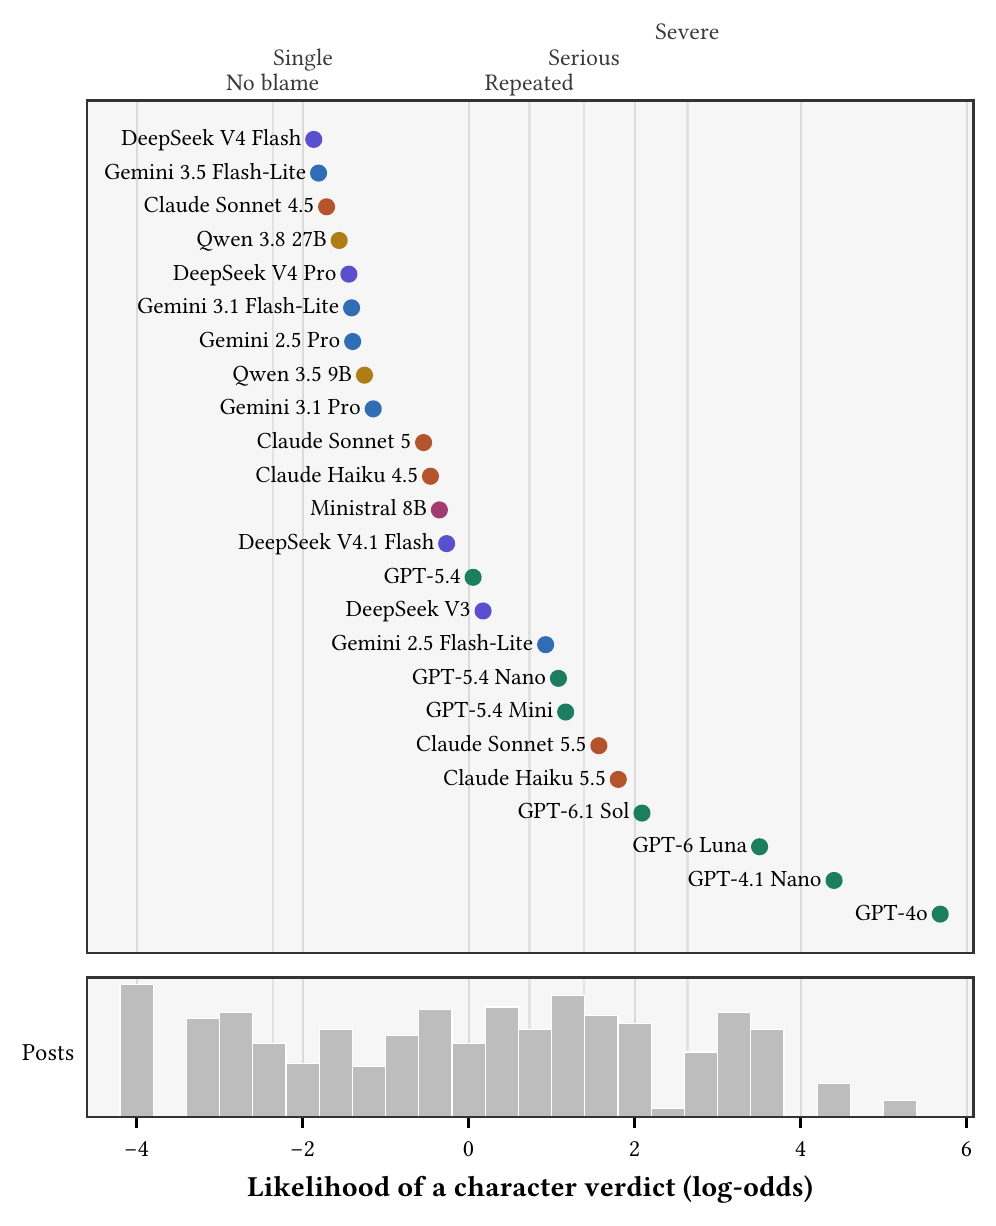 Severe
Single Serious
No blame Repeated
DeepSeek V4 Flash
Gemini 3.5 Flash-Lite
Claude Sonnet 4.5
Qwen 3.8 27B
DeepSeek V4 Pro
Gemini 3.1 Flash-Lite
Gemini 2.5 Pro
Qwen 3.5 9B
Gemini 3.1 Pro
Claude Sonnet 5
Claude Haiku 4.5
Ministral 8B
DeepSeek V4.1 Flash
GPT-5.4
DeepSeek V3
Gemini 2.5 Flash-Lite
GPT-5.4 Nano
GPT-5.4 Mini
Claude Sonnet 5.5
Claude Haiku 5.5
GPT-6.1 Sol
GPT-6 Luna
GPT-4.1 Nano
GPT-4o
Posts
−4 −2 0 2 4 6
Likelihood of a character verdict (log-odds)